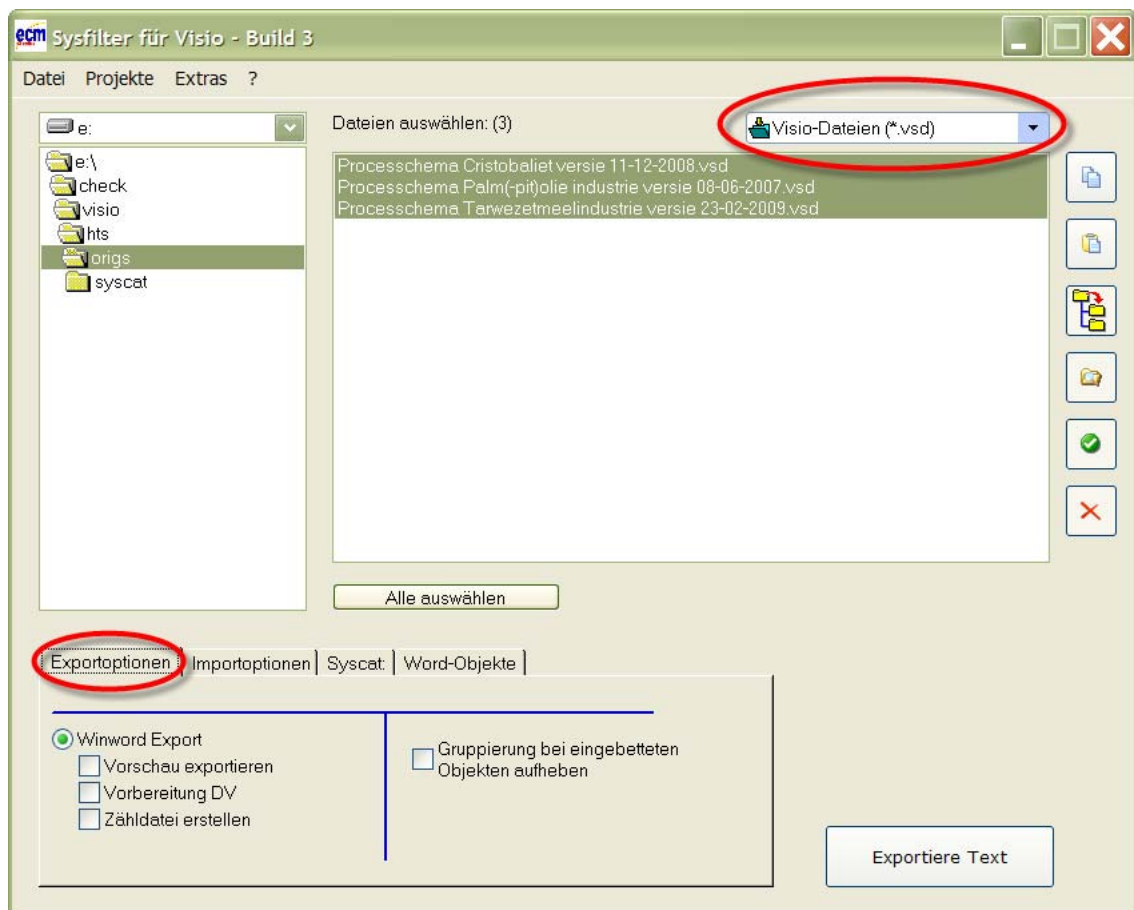 ecm Sysfilter für Visio - Build 3
Datei Projekte Extras ?
e:
Dateien auswählen: (3)
Visio-Dateien (*.vsd)
e:\
check
visio
hts
origs
syscat
Processchema Cristobaliet versie 11-12-2008.vsd
Processchema Palm(-pit)olie industrie versie 08-06-2007.vsd
Processchema Tarwezetmeelindustrie versie 23-02-2009.vsd
Alle auswählen
Exportoptionen Importoptionen Syscat: Word-Objekte
Winword Export
Vorschau exportieren
Vorbereitung DV
Zähldatei erstellen
Gruppierung bei eingebetteten
Objekten aufheben
Exportiere Text